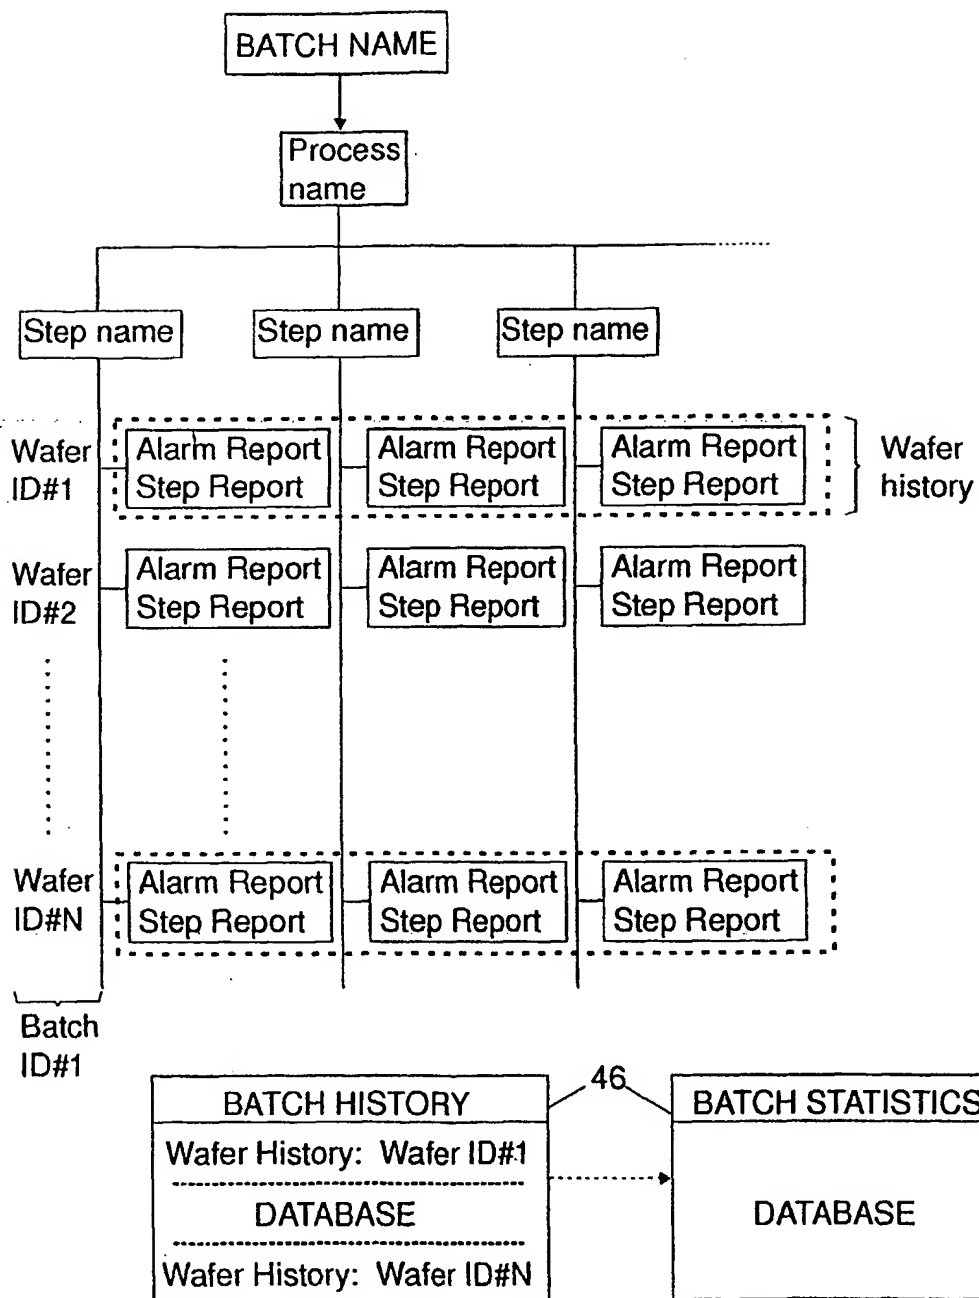 BATCH NAME
Process
name
Step name
Step name
Step name
Wafer
ID#1
Alarm Report
Step Report
Alarm Report
Step Report
Alarm Report
Step Report
Wafer
history
Wafer
ID#2
Alarm Report
Step Report
Alarm Report
Step Report
Alarm Report
Step Report
Wafer
ID#N
Alarm Report
Step Report
Alarm Report
Step Report
Alarm Report
Step Report
Batch
ID#1
46
BATCH HISTORY
Wafer History: Wafer ID#1
DATABASE
Wafer History: Wafer ID#N
BATCH STATISTICS
DATABASE